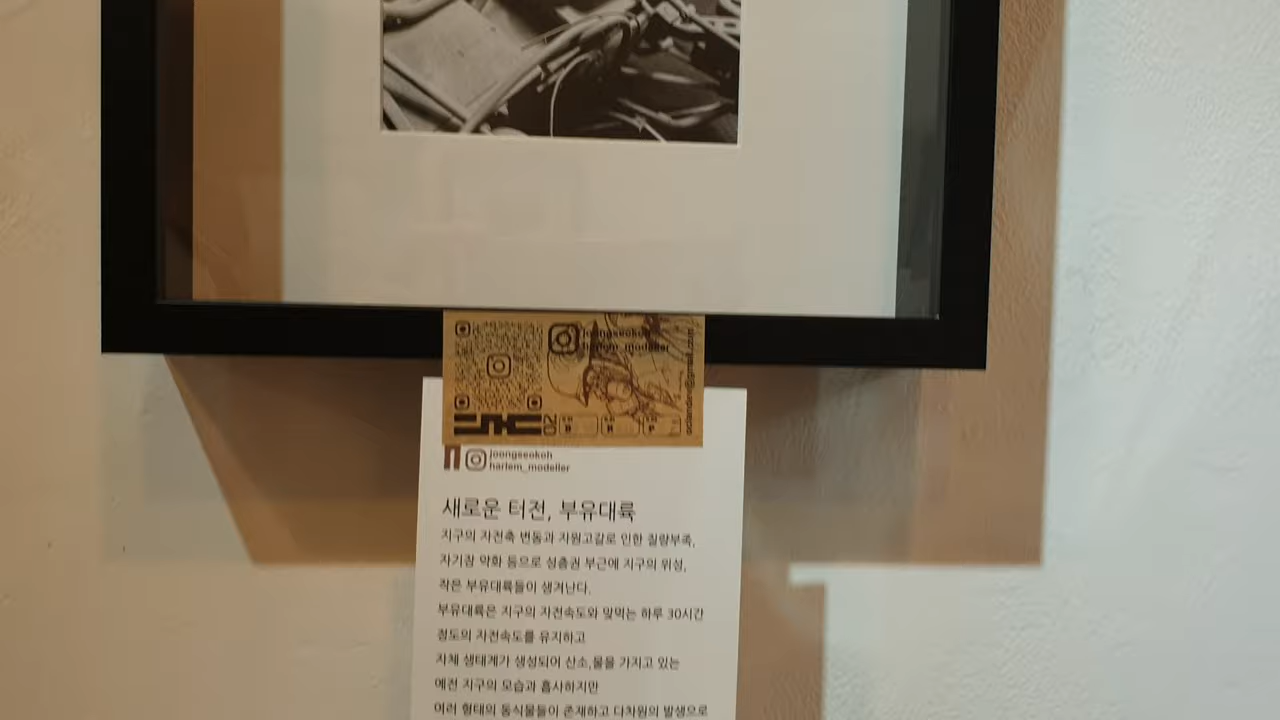 joongseokoh
harlem_modeller
joongseokoh
harlem_modeller
새로운 터전, 부유대륙
지구의 자전축 변동과 자원고갈로 인한 질량부족,
자기장 약화 등으로 성층권 부근에 지구의 위성,
작은 부유대륙들이 생겨난다.
부유대륙은 지구의 자전속도와 맞먹는 하루 30시간
정도의 자전속도를 유지하고
자체 생태계가 생성되어 산소,물을 가지고 있는
예전 지구의 모습과 흡사하지만
여러 형태의 동식물들이 존재하고 다차원의 발생으로